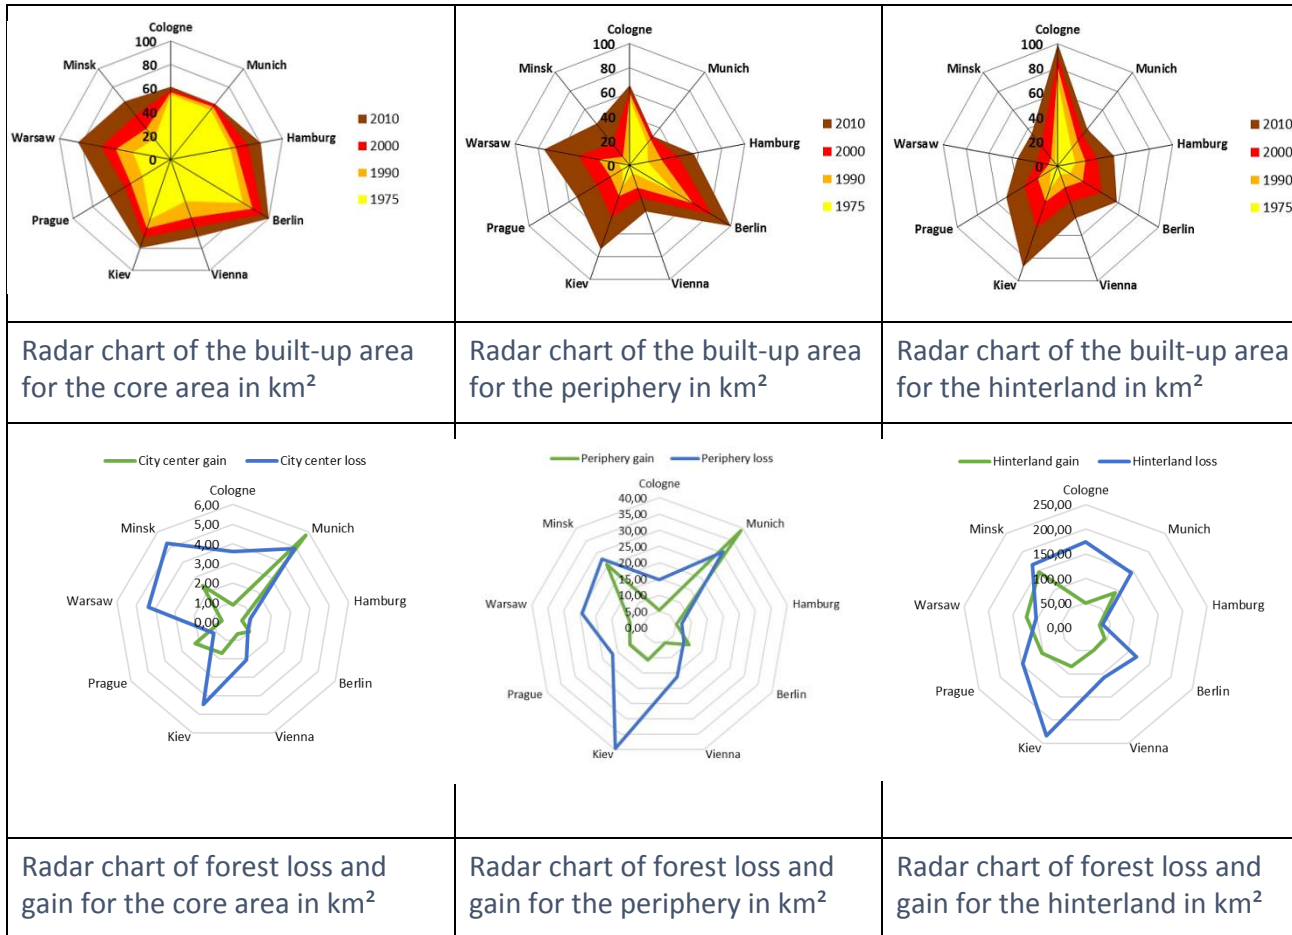 Cologne
100
Minsk
80
Munich
60
40
Warsaw
20
Hamburg
0
Prague
Berlin
Kiev
Vienna
2010
2000
1990
1975
Cologne
100
Minsk
80
Munich
60
40
Warsaw
20
Hamburg
0
Prague
Berlin
Kiev
Vienna
2010
2000
1990
1975
Cologne
100
Minsk
80
Munich
60
40
Warsaw
20
Hamburg
0
Prague
Berlin
Kiev
Vienna
2010
2000
1990
1975
Radar chart of the built-up area
for the core area in km²
Radar chart of the built-up area
for the periphery in km²
Radar chart of the built-up area
for the hinterland in km²
City center gain City center loss
Cologne
6,00
Minsk
5,00
Munich
4,00
3,00
2,00
Warsaw
1,00
Hamburg
0,00
Prague
Berlin
Kiev
Vienna
Periphery gain Periphery loss
Cologne
40,00
35,00
Minsk
30,00
Munich
25,00
20,00
15,00
10,00
Warsaw
5,00
Hamburg
0,00
Prague
Berlin
Kiev
Vienna
Hinterland gain Hinterland loss
Cologne
250,00
Minsk
200,00
Munich
150,00
100,00
Warsaw
50,00
Hamburg
0,00
Prague
Berlin
Kiev
Vienna
Radar chart of forest loss and
gain for the core area in km²
Radar chart of forest loss and
gain for the periphery in km²
Radar chart of forest loss and
gain for the hinterland in km²